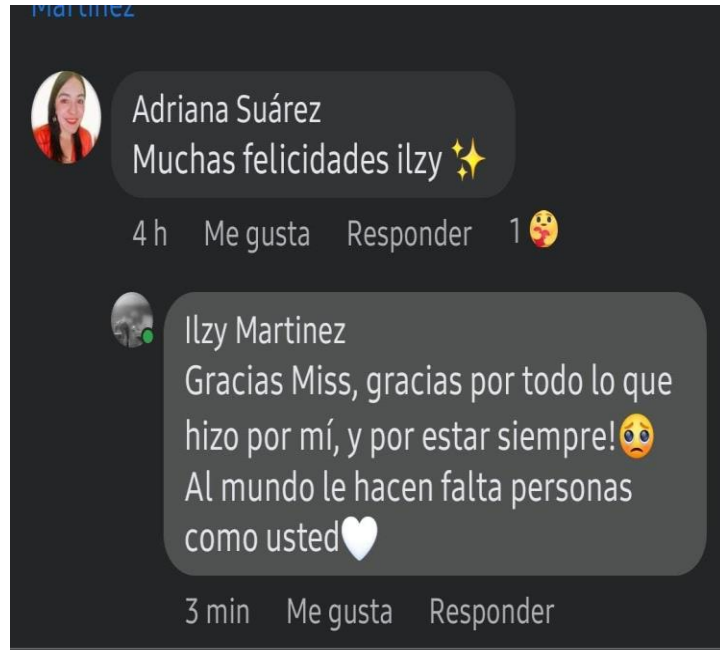 Martinez
Adriana Suárez
Muchas felicidades ilzy ✨
4 h Me gusta Responder 1 🤗
Ilzy Martinez
Gracias Miss, gracias por todo lo que
hizo por mí, y por estar siempre!🥺
Al mundo le hacen falta personas
como usted🤍
3 min Me gusta Responder